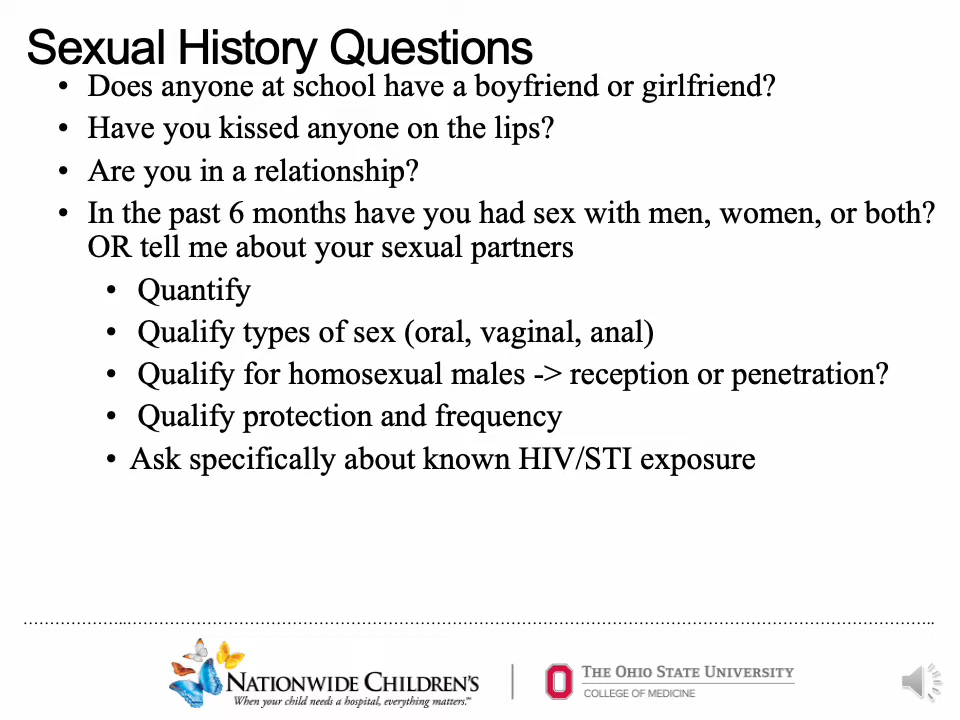 Sexual History Questions
• Does anyone at school have a boyfriend or girlfriend?
• Have you kissed anyone on the lips?
• Are you in a relationship?
• In the past 6 months have you had sex with men, women, or both?
OR tell me about your sexual partners
• Quantify
• Qualify types of sex (oral, vaginal, anal)
• Qualify for homosexual males -> reception or penetration?
• Qualify protection and frequency
• Ask specifically about known HIV/STI exposure
NATIONWIDE CHILDREN'S
When your child needs a hospital, everything matters.™
THE OHIO STATE UNIVERSITY
COLLEGE OF MEDICINE